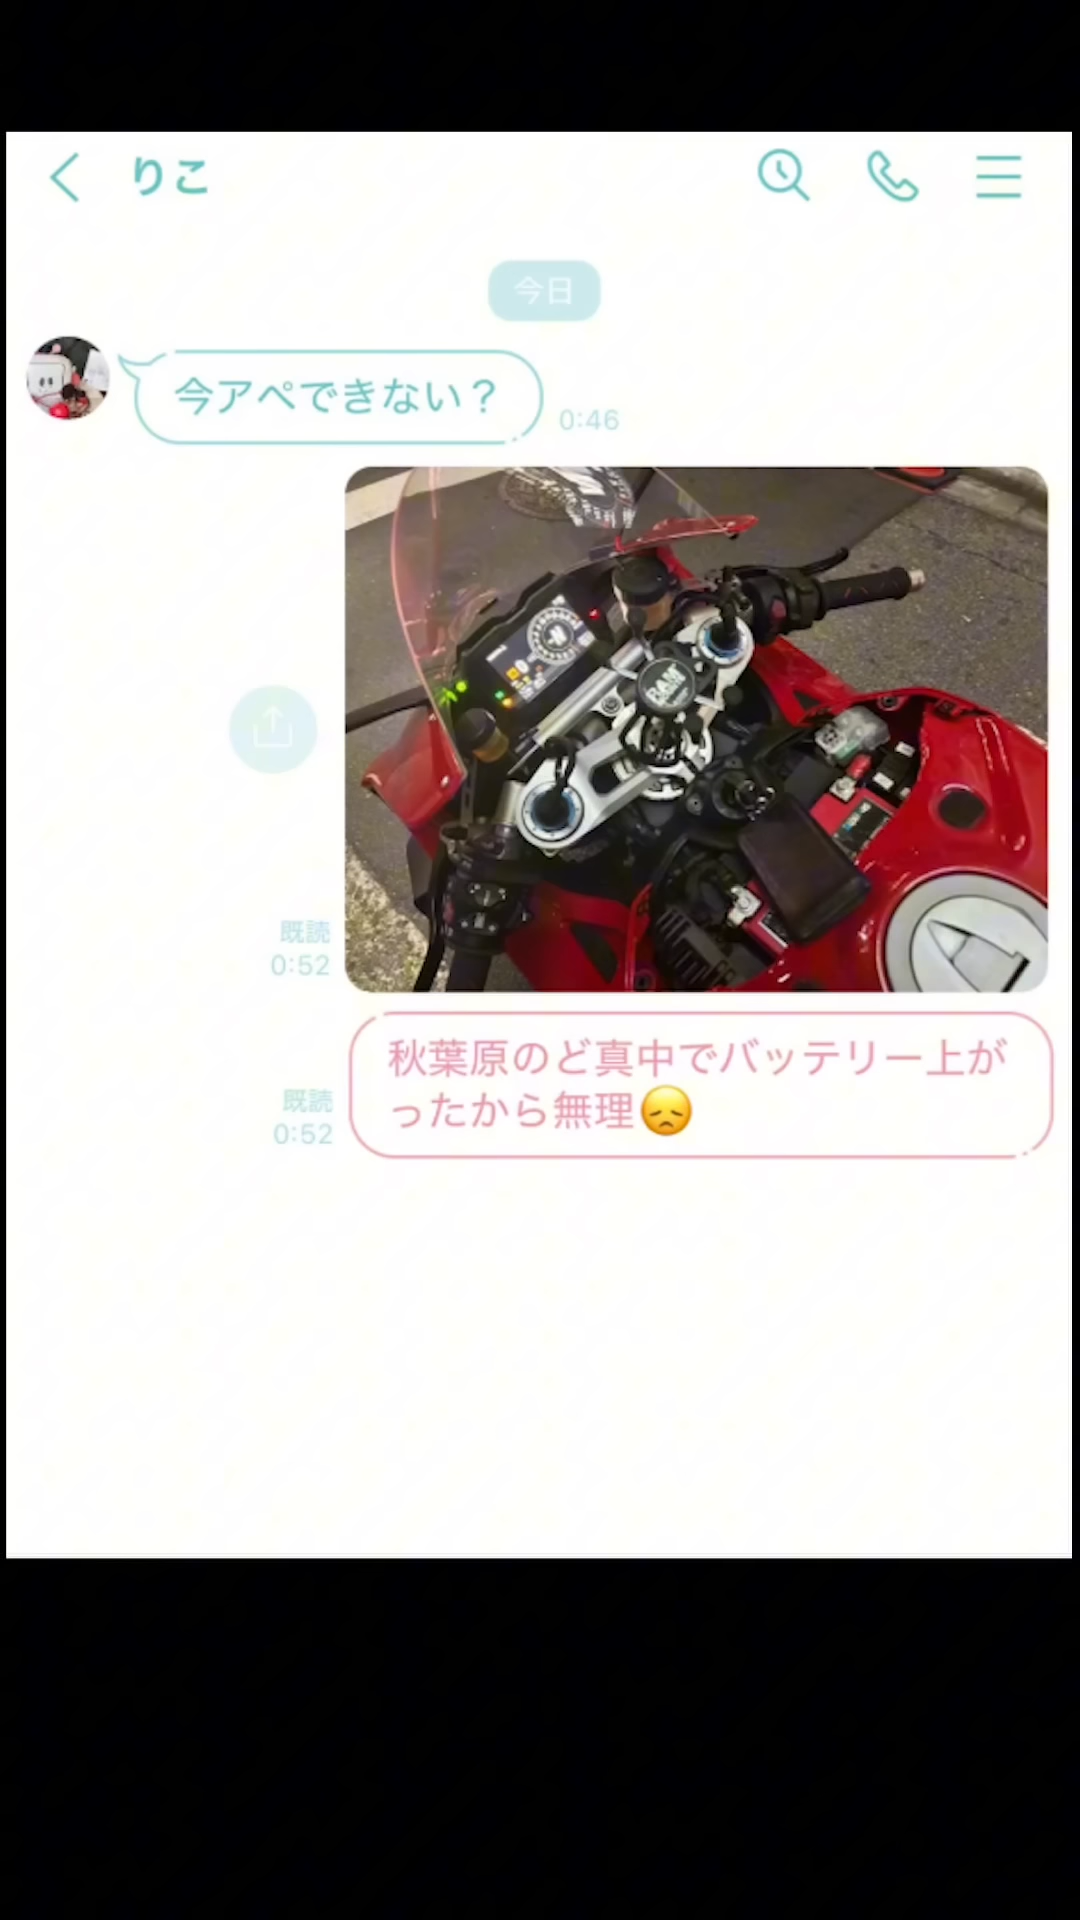 りこ
今日
今アペできない？
0:46
RAM
既読
0:52
秋葉原のど真中でバッテリー上が
ったから無理😞
既読
0:52